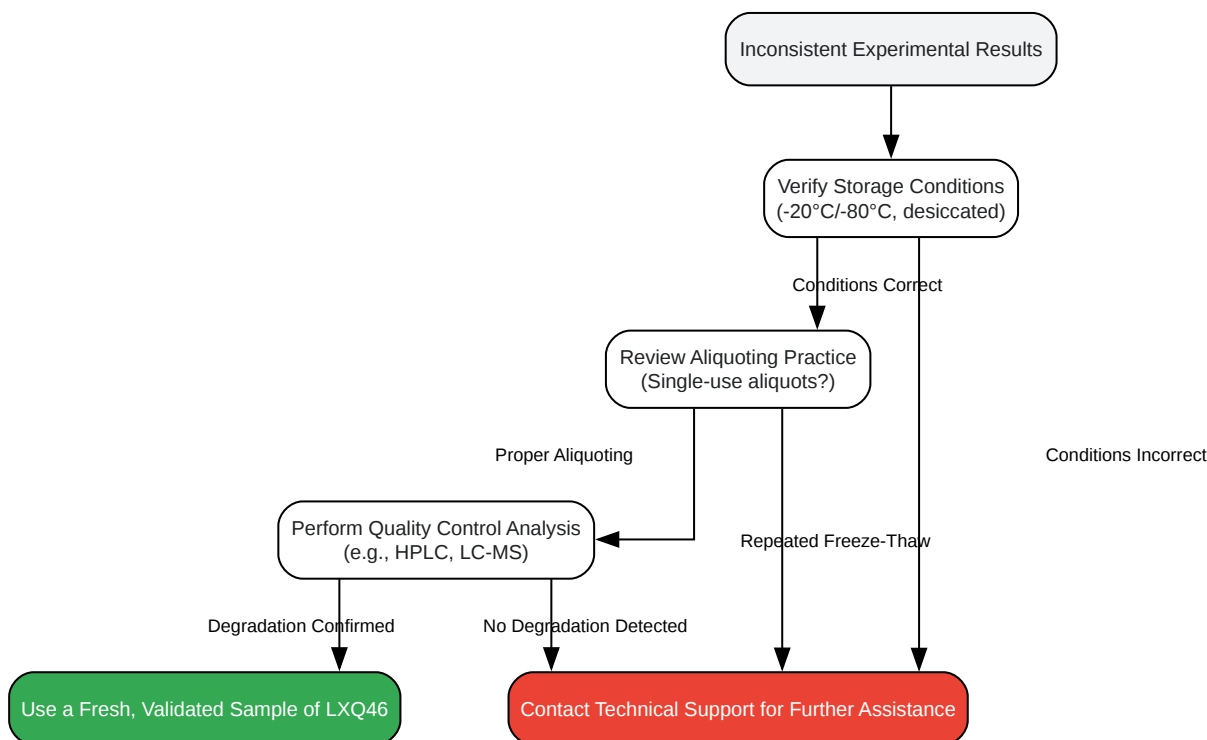 Inconsistent Experimental Results
Verify Storage Conditions
(-20°C/-80°C, desiccated)
Conditions Correct
Review Aliquoting Practice
(Single-use aliquots?)
Proper Aliquoting
Conditions Incorrect
Perform Quality Control Analysis
(e.g., HPLC, LC-MS)
Repeated Freeze-Thaw
Degradation Confirmed
No Degradation Detected
Use a Fresh, Validated Sample of LXQ46
Contact Technical Support for Further Assistance